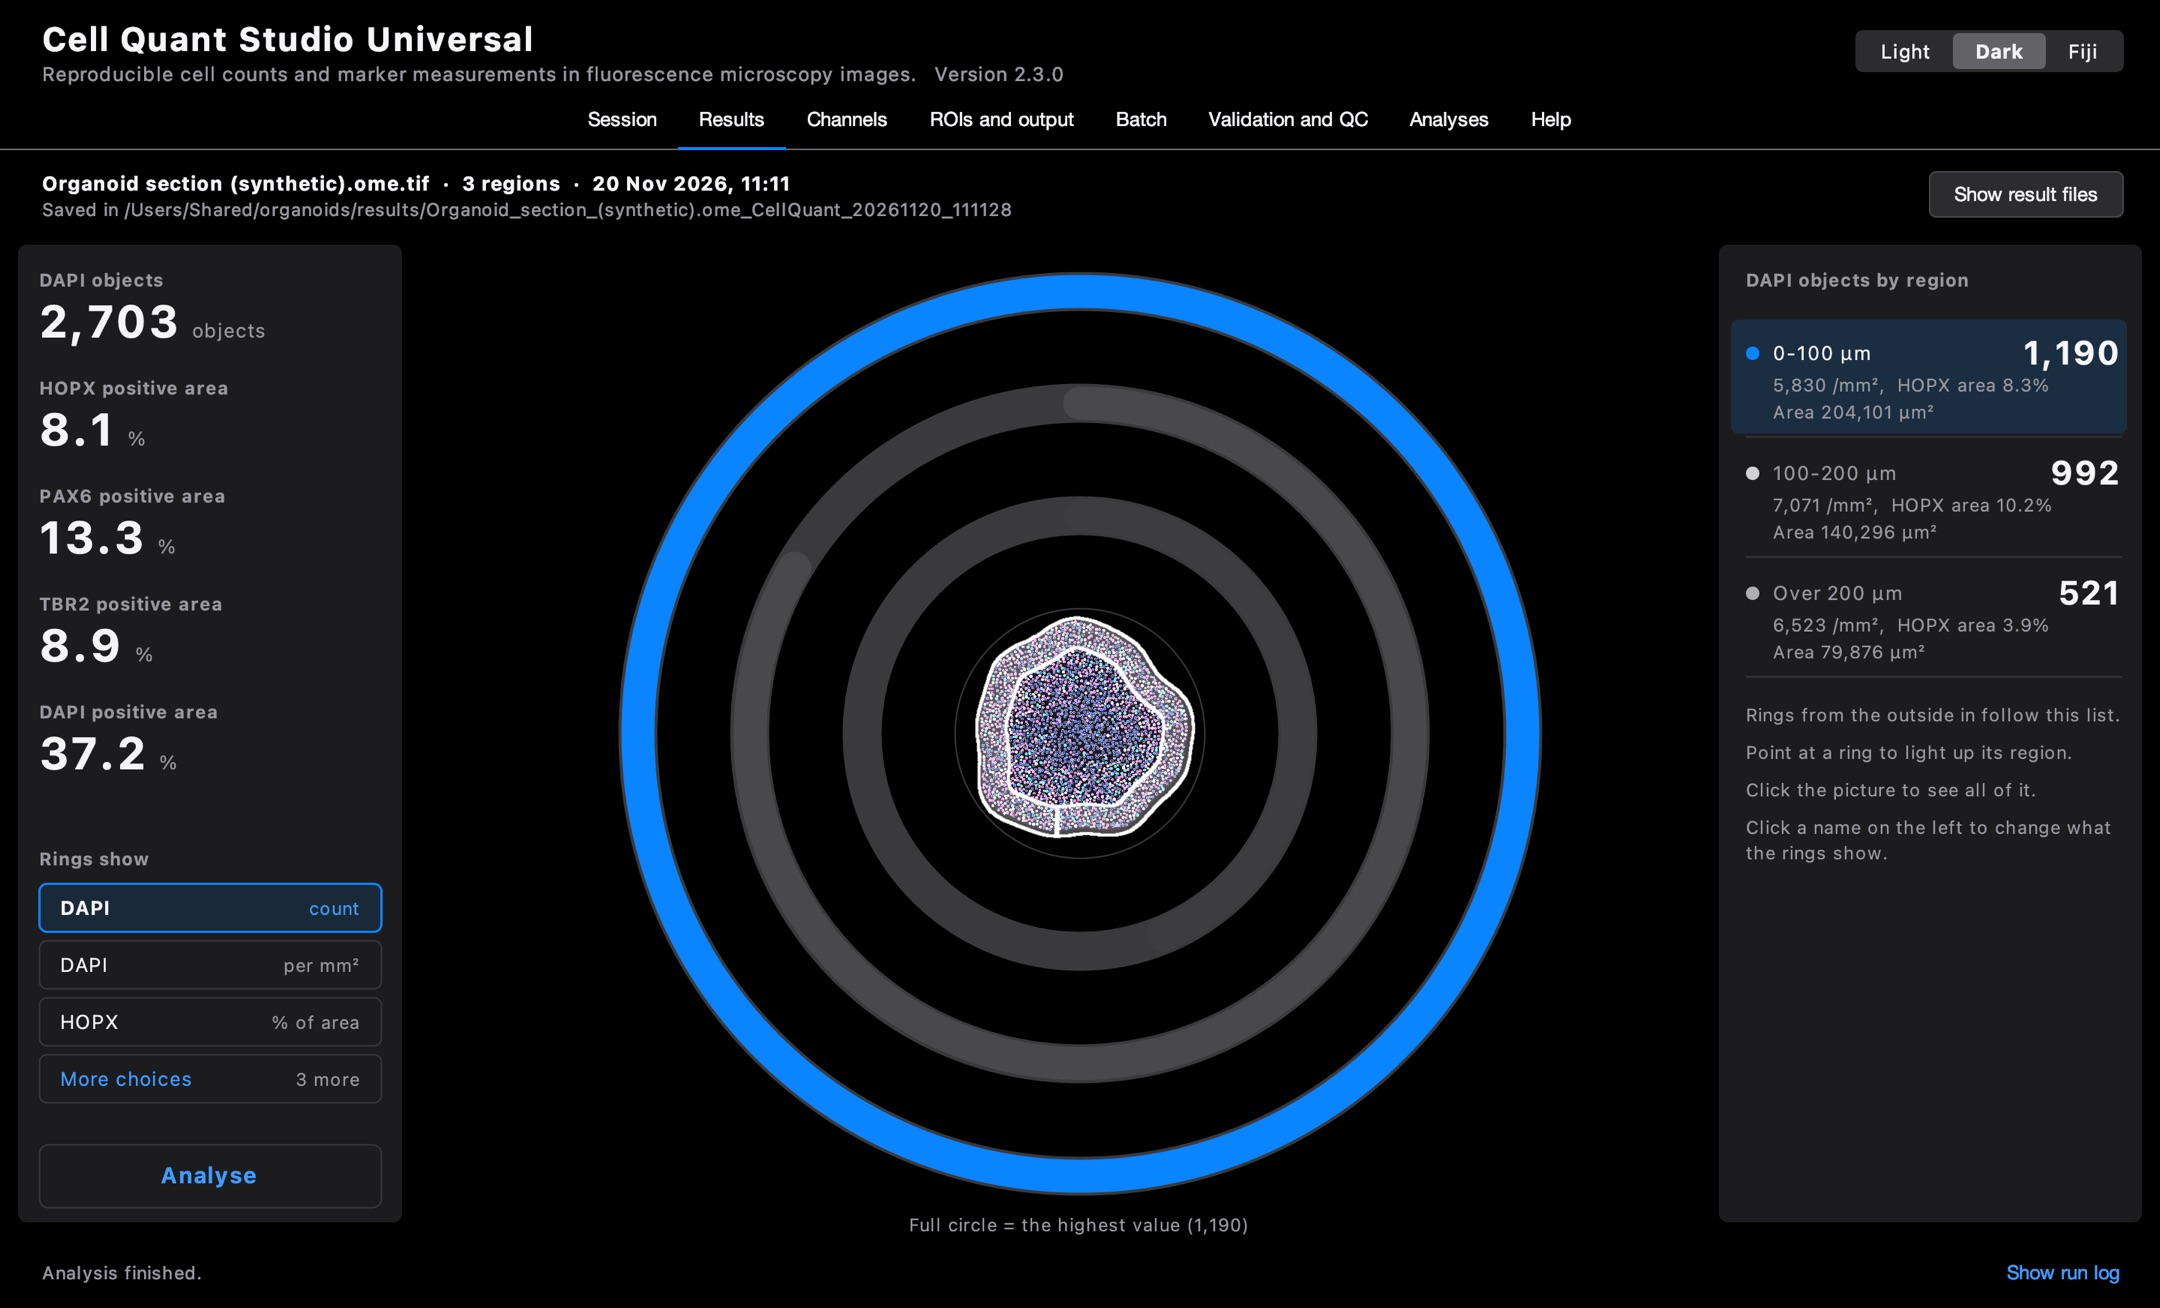 Cell Quant Studio Universal
Reproducible cell counts and marker measurements in fluorescence microscopy images. Version 2.3.0
Light Dark Fiji
Session Results Channels ROIs and output Batch Validation and QC Analyses Help
Organoid section (synthetic).ome.tif · 3 regions · 20 Nov 2026, 11:11
Saved in /Users/Shared/organoids/results/Organoid_section_(synthetic).ome_CellQuant_20261120_111128
Show result files
DAPI objects
2,703 objects
HOPX positive area
8.1 %
PAX6 positive area
13.3 %
TBR2 positive area
8.9 %
DAPI positive area
37.2 %
Rings show
DAPI count
DAPI per mm²
HOPX % of area
More choices 3 more
Analyse
Full circle = the highest value (1,190)
DAPI objects by region
0-100 µm 1,190
5,830 /mm², HOPX area 8.3%
Area 204,101 µm²
100-200 µm 992
7,071 /mm², HOPX area 10.2%
Area 140,296 µm²
Over 200 µm 521
6,523 /mm², HOPX area 3.9%
Area 79,876 µm²
Rings from the outside in follow this list.
Point at a ring to light up its region.
Click the picture to see all of it.
Click a name on the left to change what
the rings show.
Analysis finished.
Show run log